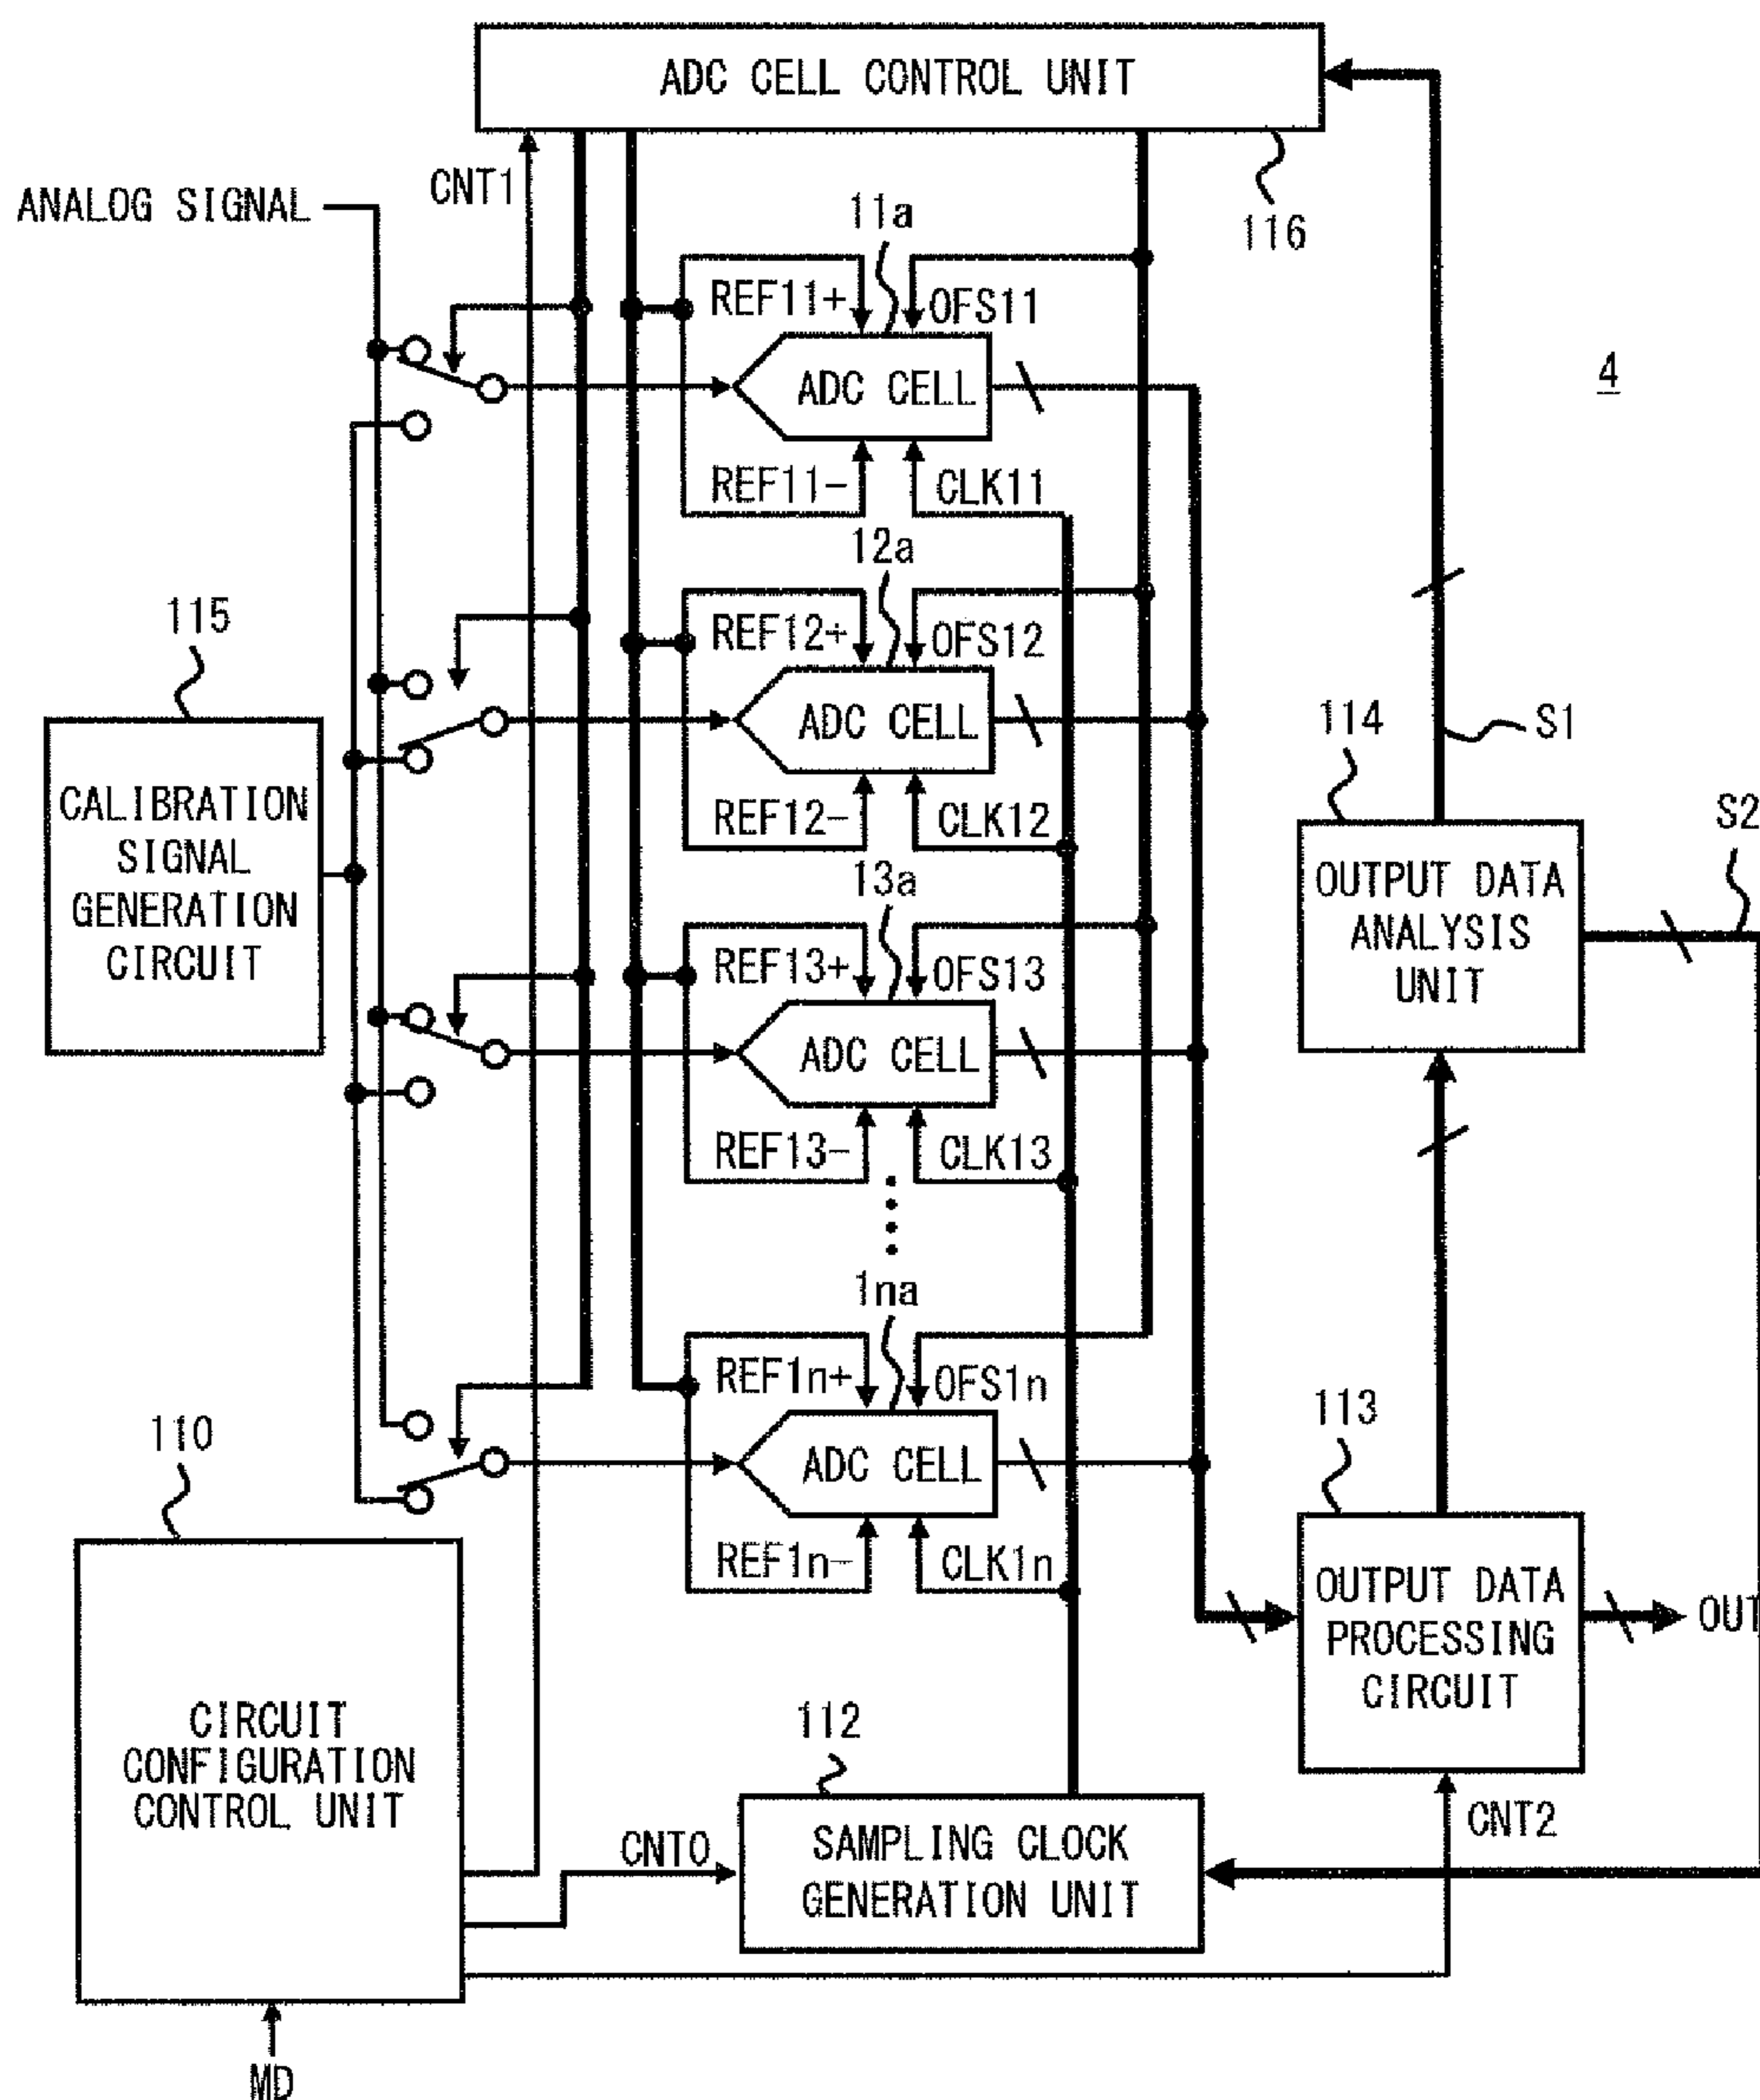 ADC CELL CONTROL UNIT
CNT1
116
ANALOG SIGNAL
11a
REF11+
OFS11
ADC CELL
REF11−
CLK11
4
12a
REF12+
OFS12
ADC CELL
REF12−
CLK12
115
CALIBRATION
SIGNAL
GENERATION
CIRCUIT
13a
REF13+
OFS13
ADC CELL
REF13−
CLK13
114
S1
S2
OUTPUT DATA
ANALYSIS
UNIT
1na
REF1n+
OFS1n
ADC CELL
REF1n−
CLK1n
110
CIRCUIT
CONFIGURATION
CONTROL UNIT
MD
113
OUTPUT DATA
PROCESSING
CIRCUIT
OUT
112
CNT0
SAMPLING CLOCK
GENERATION UNIT
CNT2